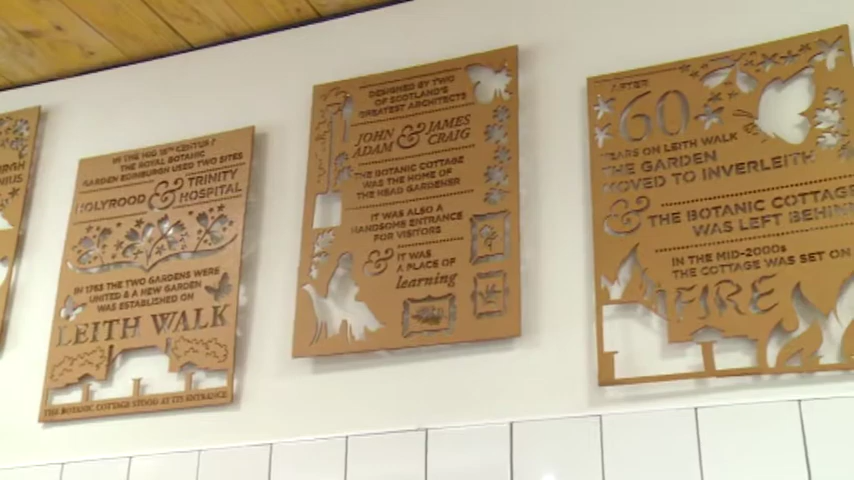 IN THE MID 18TH CENTURY
THE ROYAL BOTANIC
GARDEN EDINBURGH USED TWO SITES
HOLYROOD & TRINITY HOSPITAL
IN 1763 THE TWO GARDENS WERE
UNITED & A NEW GARDEN
WAS ESTABLISHED ON
LEITH WALK
THE BOTANIC COTTAGE STOOD AT ITS ENTRANCE
DESIGNED BY TWO
OF SCOTLAND'S
GREATEST ARCHITECTS
JOHN ADAM & JAMES CRAIG
THE BOTANIC COTTAGE
WAS THE HOME OF
THE HEAD GARDENER
IT WAS ALSO A
HANDSOME ENTRANCE
FOR VISITORS
& IT WAS
A PLACE OF
learning
AFTER
60
YEARS ON LEITH WALK
THE GARDEN
MOVED TO INVERLEITH
& THE BOTANIC COTTAGE
WAS LEFT BEHIN
IN THE MID-2000s
THE COTTAGE WAS SET ON
FIRE